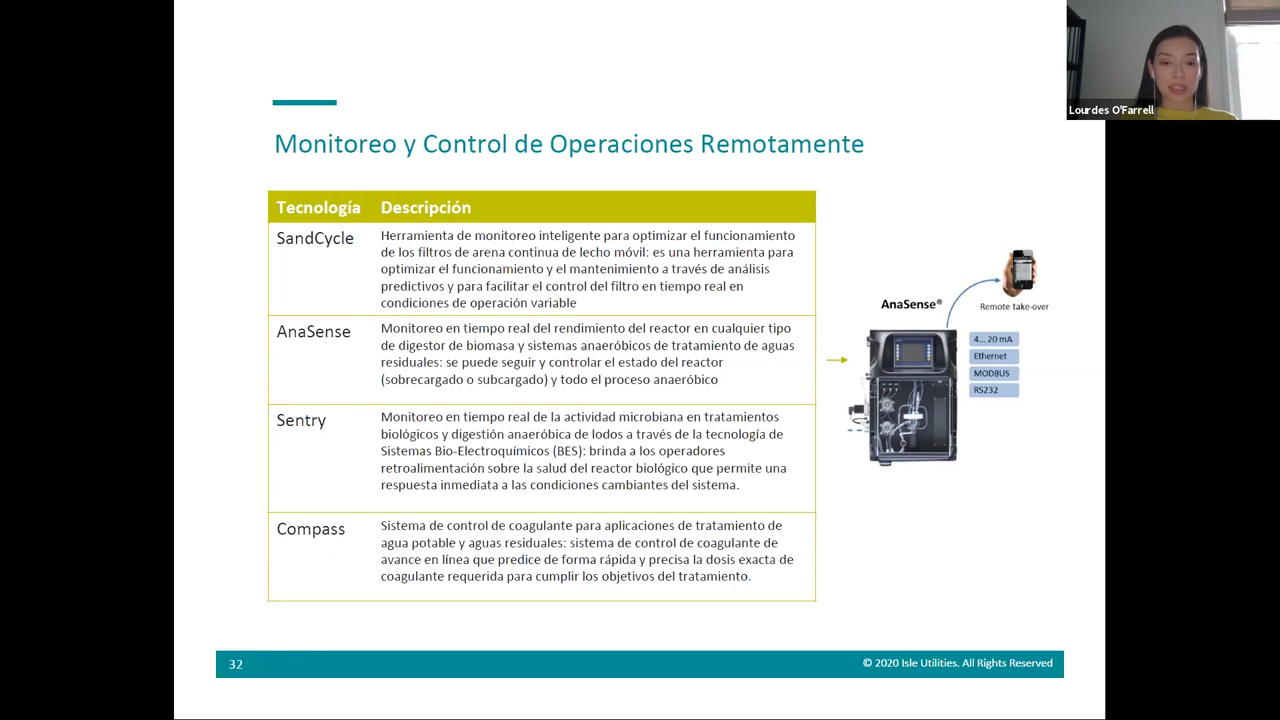 Lourdes O'Farrell
Monitoreo y Control de Operaciones Remotamente
Tecnología Descripción
SandCycle
Herramienta de monitoreo inteligente para optimizar el funcionamiento
de los filtros de arena continua de lecho móvil: es una herramienta para
optimizar el funcionamiento y el mantenimiento a través de análisis
predictivos y para facilitar el control del filtro en tiempo real en
condiciones de operación variable
AnaSense
Monitoreo en tiempo real del rendimiento del reactor en cualquier tipo
de digestor de biomasa y sistemas anaeróbicos de tratamiento de aguas
residuales: se puede seguir y controlar el estado del reactor
(sobrecargado o subcargado) y todo el proceso anaeróbico
Sentry
Monitoreo en tiempo real de la actividad microbiana en tratamientos
biológicos y digestión anaeróbica de lodos a través de la tecnología de
Sistemas Bio-Electroquímicos (BES): brinda a los operadores
retroalimentación sobre la salud del reactor biológico que permite una
respuesta inmediata a las condiciones cambiantes del sistema.
Compass
Sistema de control de coagulante para aplicaciones de tratamiento de
agua potable y aguas residuales: sistema de control de coagulante de
avance en línea que predice de forma rápida y precisa la dosis exacta de
coagulante requerida para cumplir los objetivos del tratamiento.
AnaSense®
Remote take-over
4... 20 mA
Ethernet
MODBUS
RS232
32
© 2020 Isle Utilities. All Rights Reserved